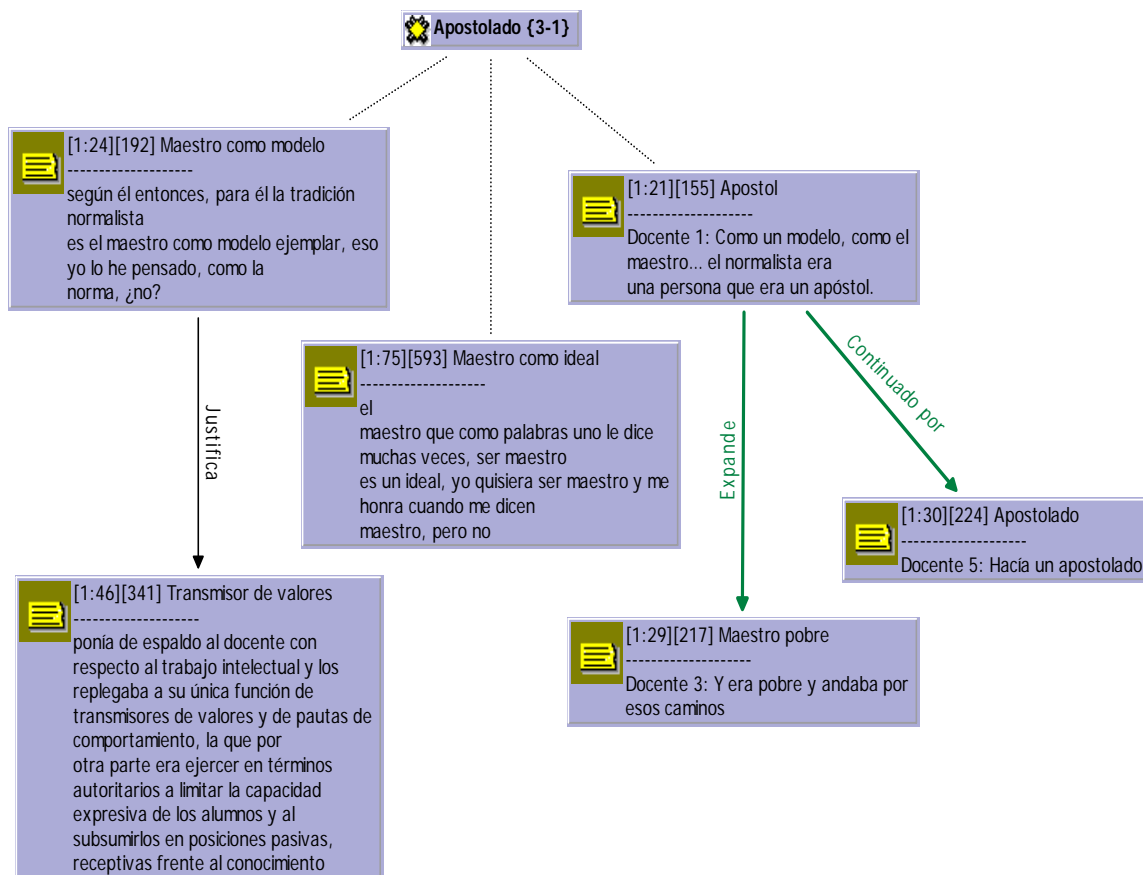 Apostolado {3-1}
[1:24][192] Maestro como modelo
--------------------
según él entonces, para él la tradición
normalista
es el maestro como modelo ejemplar, eso
yo lo he pensado, como la
norma, ¿no?
[1:21][155] Apostol
--------------------
Docente 1: Como un modelo, como el
maestro... el normalista era
una persona que era un apóstol.
[1:75][593] Maestro como ideal
--------------------
el
maestro que como palabras uno le dice
muchas veces, ser maestro
es un ideal, yo quisiera ser maestro y me
honra cuando me dicen
maestro, pero no
Justifica
Expande
Continuado por
[1:30][224] Apostolado
--------------------
Docente 5: Hacía un apostolado
[1:46][341] Transmisor de valores
--------------------
ponía de espaldo al docente con
respecto al trabajo intelectual y los
replegaba a su única función de
transmisores de valores y de pautas de
comportamiento, la que por
otra parte era ejercer en términos
autoritarios a limitar la capacidad
expresiva de los alumnos y al
subsumirlos en posiciones pasivas,
receptivas frente al conocimiento
[1:29][217] Maestro pobre
--------------------
Docente 3: Y era pobre y andaba por
esos caminos